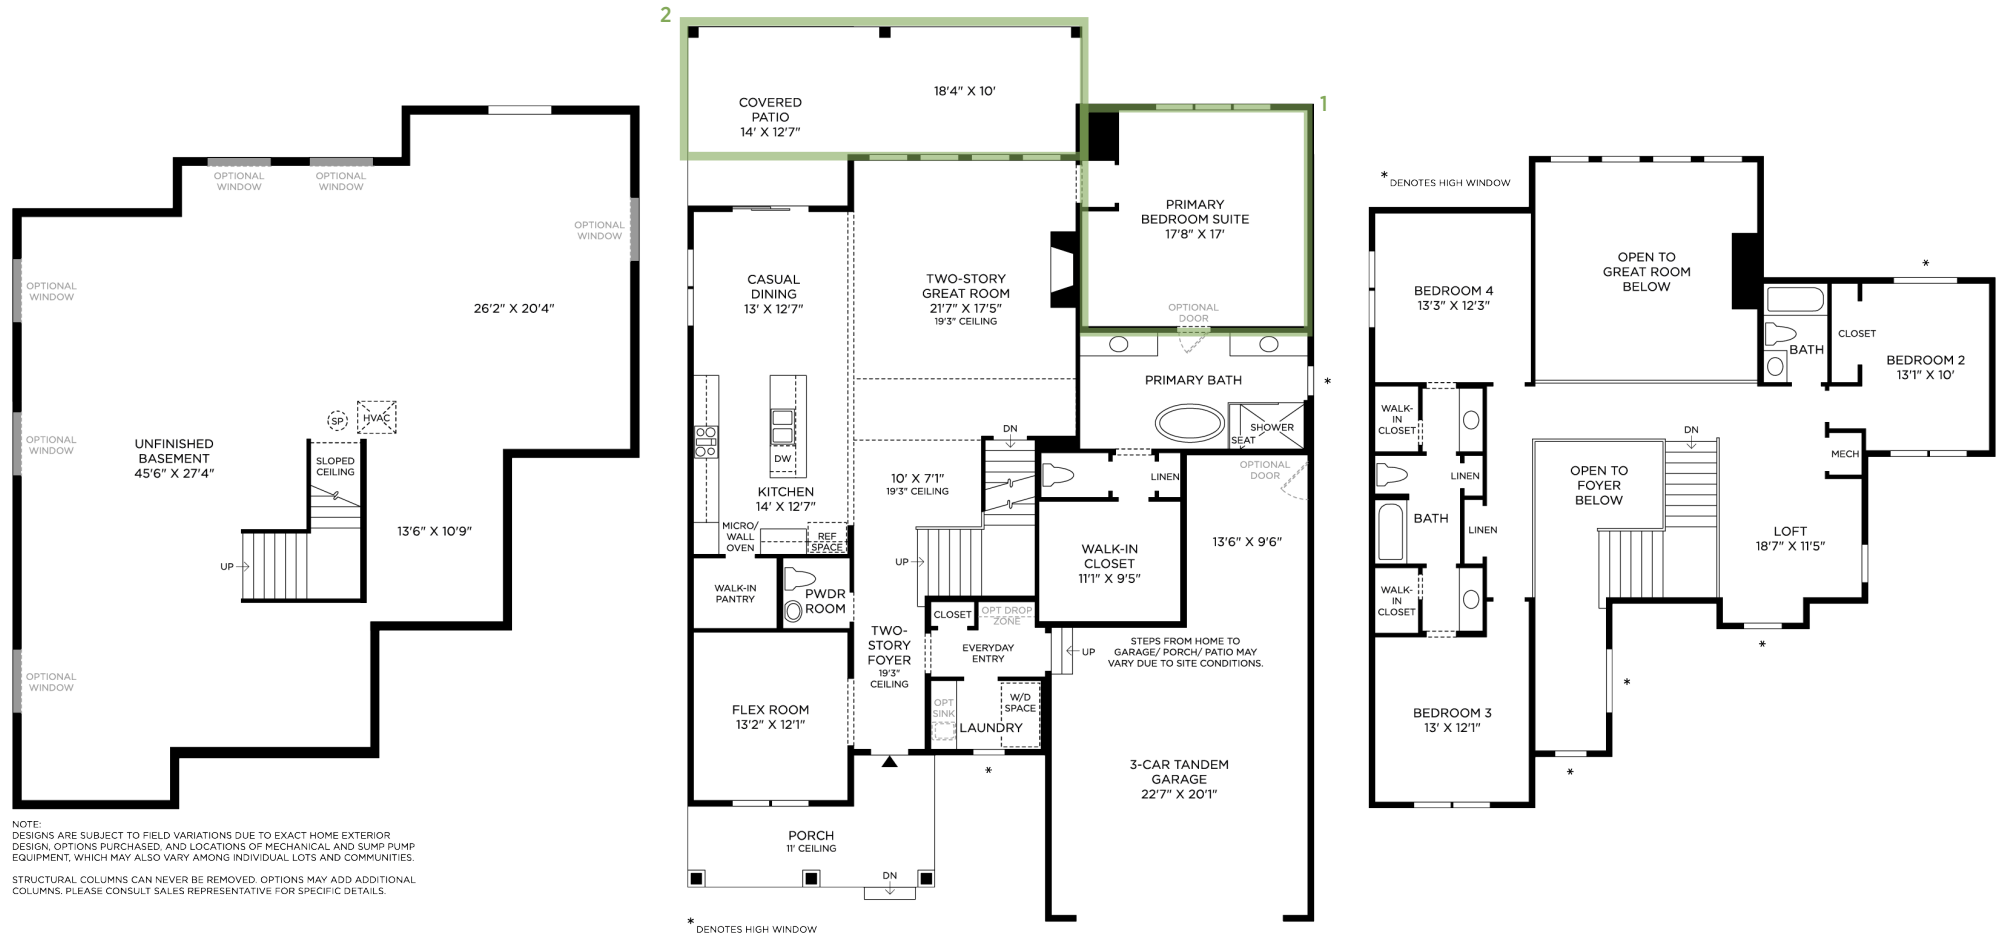 OPTIONAL
WINDOW
OPTIONAL
WINDOW
OPTIONAL
WINDOW
OPTIONAL
WINDOW
26'2" X 20'4"
SP
HVAC
OPTIONAL
WINDOW
UNFINISHED
BASEMENT
45'6" X 27'4"
SLOPED
CEILING
13'6" X 10'9"
UP
OPTIONAL
WINDOW
NOTE:
DESIGNS ARE SUBJECT TO FIELD VARIATIONS DUE TO EXACT HOME EXTERIOR
DESIGN, OPTIONS PURCHASED, AND LOCATIONS OF MECHANICAL AND SUMP PUMP
EQUIPMENT, WHICH MAY ALSO VARY AMONG INDIVIDUAL LOTS AND COMMUNITIES.
STRUCTURAL COLUMNS CAN NEVER BE REMOVED. OPTIONS MAY ADD ADDITIONAL
COLUMNS. PLEASE CONSULT SALES REPRESENTATIVE FOR SPECIFIC DETAILS.
2
COVERED
PATIO
14' X 12'7"
18'4" X 10'
1
PRIMARY
BEDROOM SUITE
17'8" X 17'
OPTIONAL
DOOR
CASUAL
DINING
13' X 12'7"
TWO-STORY
GREAT ROOM
21'7" X 17'5"
19'3" CEILING
PRIMARY BATH
*
SHOWER
SEAT
DN
DW
KITCHEN
14' X 12'7"
10' X 7'1"
19'3" CEILING
LINEN
OPTIONAL
DOOR
MICRO/
WALL
OVEN
REF
SPACE
UP
WALK-IN
CLOSET
11'1" X 9'5"
13'6" X 9'6"
WALK-IN
PANTRY
PWDR
ROOM
CLOSET
OPT DROP
ZONE
TWO-
STORY
FOYER
19'3"
CEILING
EVERYDAY
ENTRY
UP
STEPS FROM HOME TO
GARAGE/ PORCH/ PATIO MAY
VARY DUE TO SITE CONDITIONS.
FLEX ROOM
13'2" X 12'1"
OPT
SINK
W/D
SPACE
LAUNDRY
*
3-CAR TANDEM
GARAGE
22'7" X 20'1"
PORCH
11' CEILING
DN
* DENOTES HIGH WINDOW
* DENOTES HIGH WINDOW
BEDROOM 4
13'3" X 12'3"
OPEN TO
GREAT ROOM
BELOW
*
CLOSET
BATH
BEDROOM 2
13'1" X 10'
WALK-
IN
CLOSET
DN
MECH
LINEN
OPEN TO
FOYER
BELOW
BATH
LINEN
LOFT
18'7" X 11'5"
WALK-
IN
CLOSET
*
*
BEDROOM 3
13' X 12'1"
*